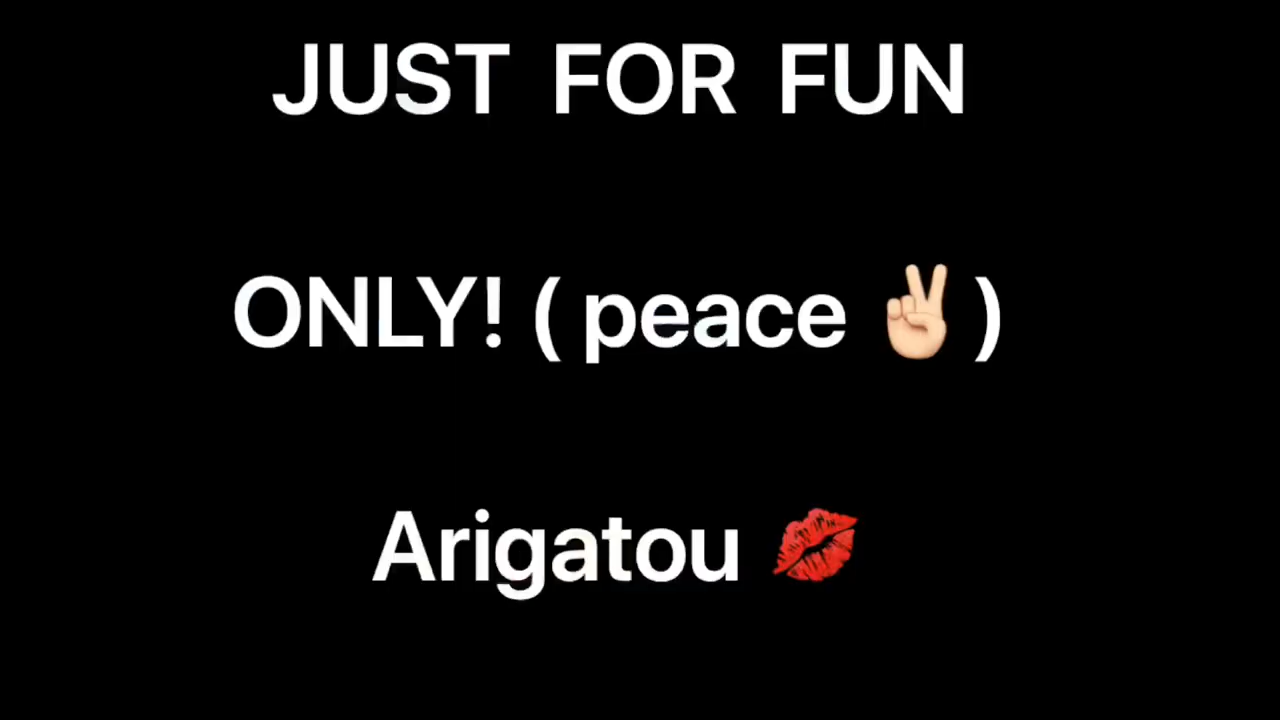 JUST FOR FUN
ONLY! ( peace ✌🏼 )
Arigatou 💋